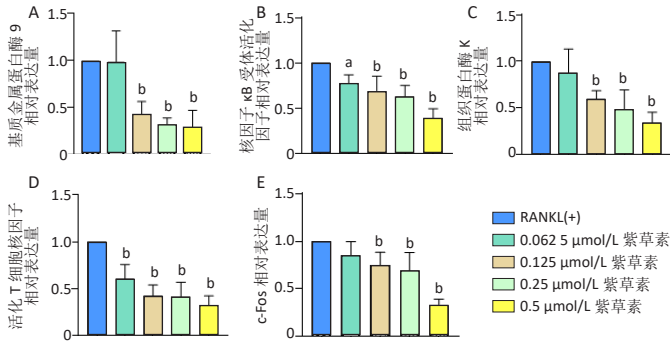 A
基质金属蛋白酶 9
相对表达量
1.5
1.0
0.5
0
b
b
b
B
核因子 κB 受体活化
因子相对表达量
1.5
1.0
0.5
0
a
b
b
b
C
组织蛋白酶 K
相对表达量
1.5
1.0
0.5
0
b
b
b
D
活化 T 细胞核因子
相对表达量
1.5
1.0
0.5
0
b
b
b
b
E
c-Fos 相对表达量
1.5
1.0
0.5
0
b
b
b
RANKL(+)
0.062 5 μmol/L 紫草素
0.125 μmol/L 紫草素
0.25 μmol/L 紫草素
0.5 μmol/L 紫草素